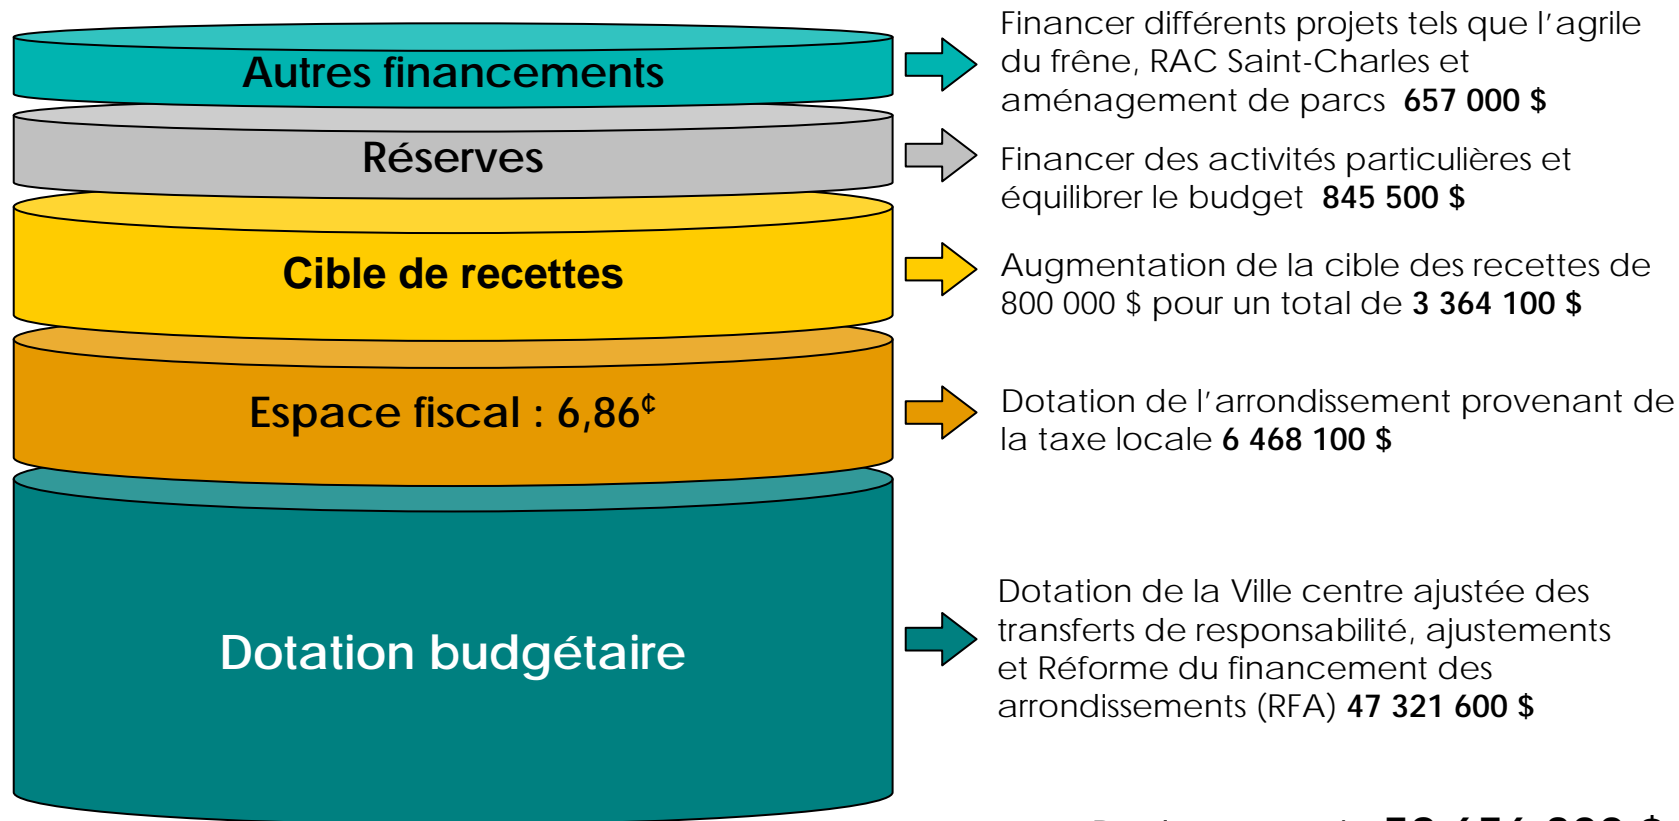 Autres financements
Financer différents projets tels que l'agrile
du frêne, RAC Saint-Charles et
aménagement de parcs 657 000 $
Réserves
Financer des activités particulières et
équilibrer le budget 845 500 $
Cible de recettes
Augmentation de la cible des recettes de
800 000 $ pour un total de 3 364 100 $
Espace fiscal : 6,86¢
Dotation de l'arrondissement provenant de
la taxe locale 6 468 100 $
Dotation budgétaire
Dotation de la Ville centre ajustée des
transferts de responsabilité, ajustements
et Réforme du financement des
arrondissements (RFA) 47 321 600 $